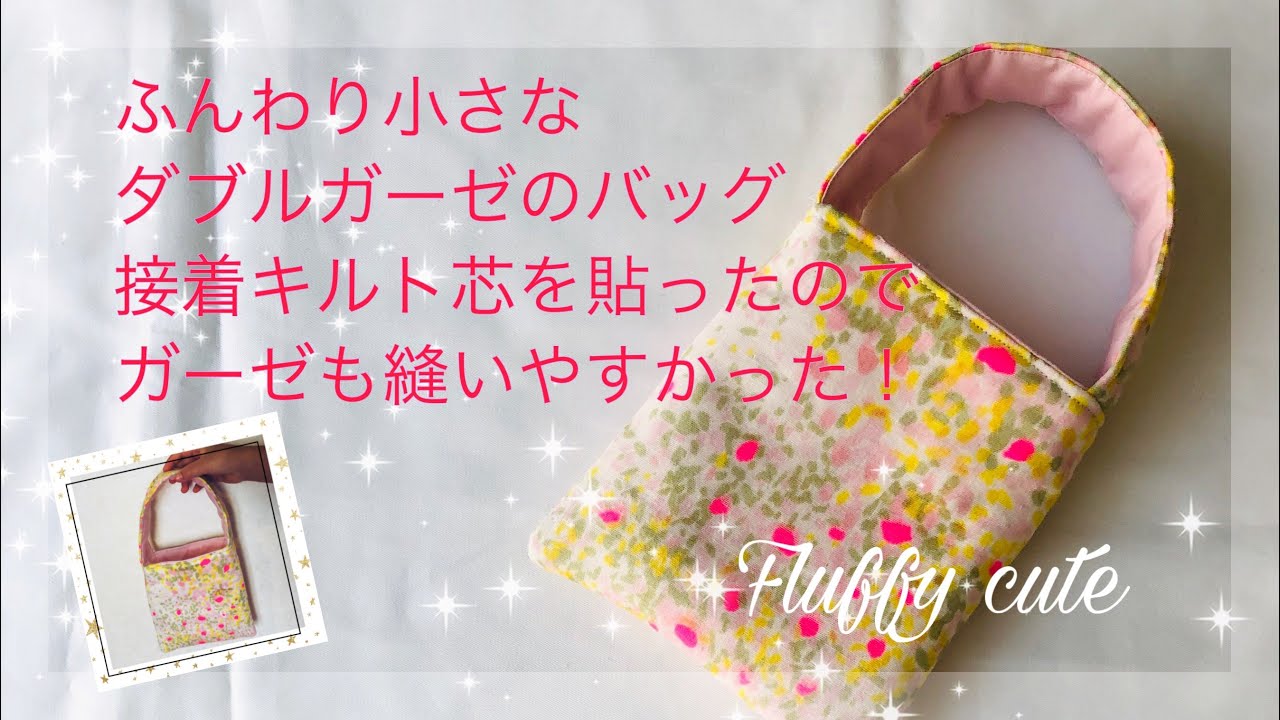 ふんわり小さな
ダブルガーゼのバッグ
接着キルト芯を貼ったので
ガーゼも縫いやすかった！
Fluffy cute